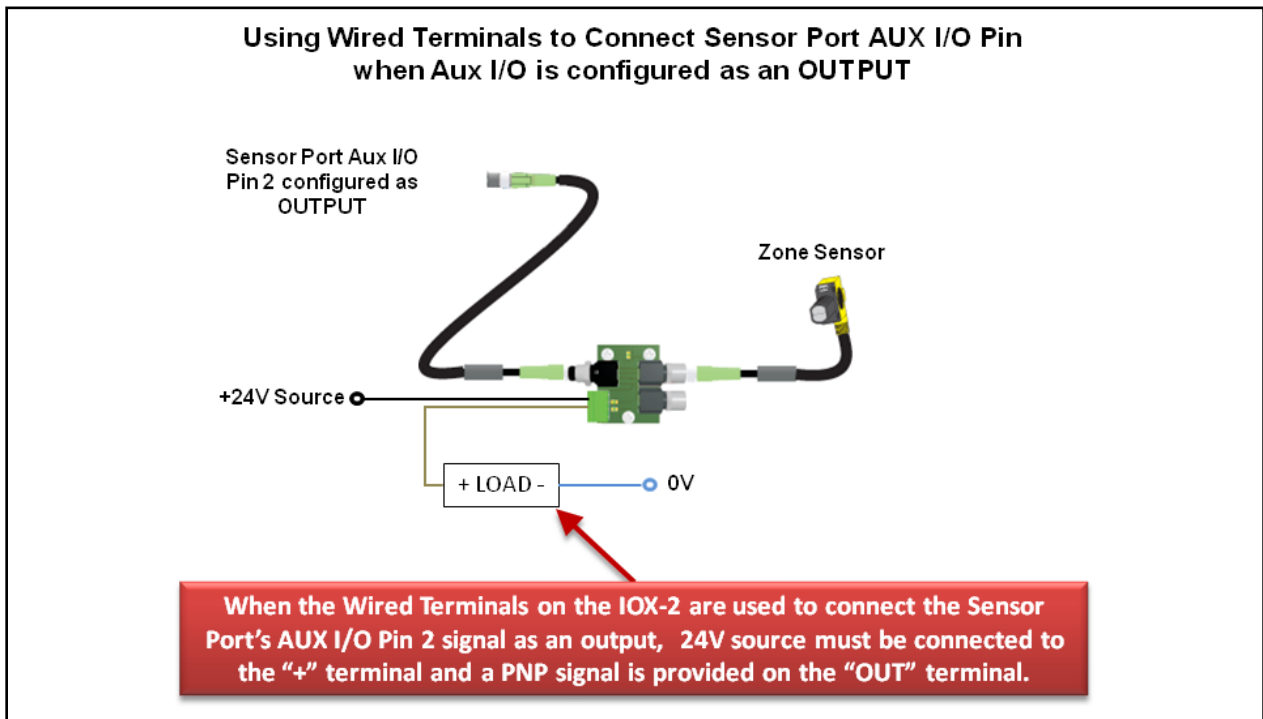 Using Wired Terminals to Connect Sensor Port AUX I/O Pin
when Aux I/O is configured as an OUTPUT
Sensor Port Aux I/O
Pin 2 configured as
OUTPUT
Zone Sensor
+24V Source
+ LOAD -
0V
When the Wired Terminals on the IOX-2 are used to connect the Sensor
Port's AUX I/O Pin 2 signal as an output, 24V source must be connected to
the “+” terminal and a PNP signal is provided on the “OUT” terminal.